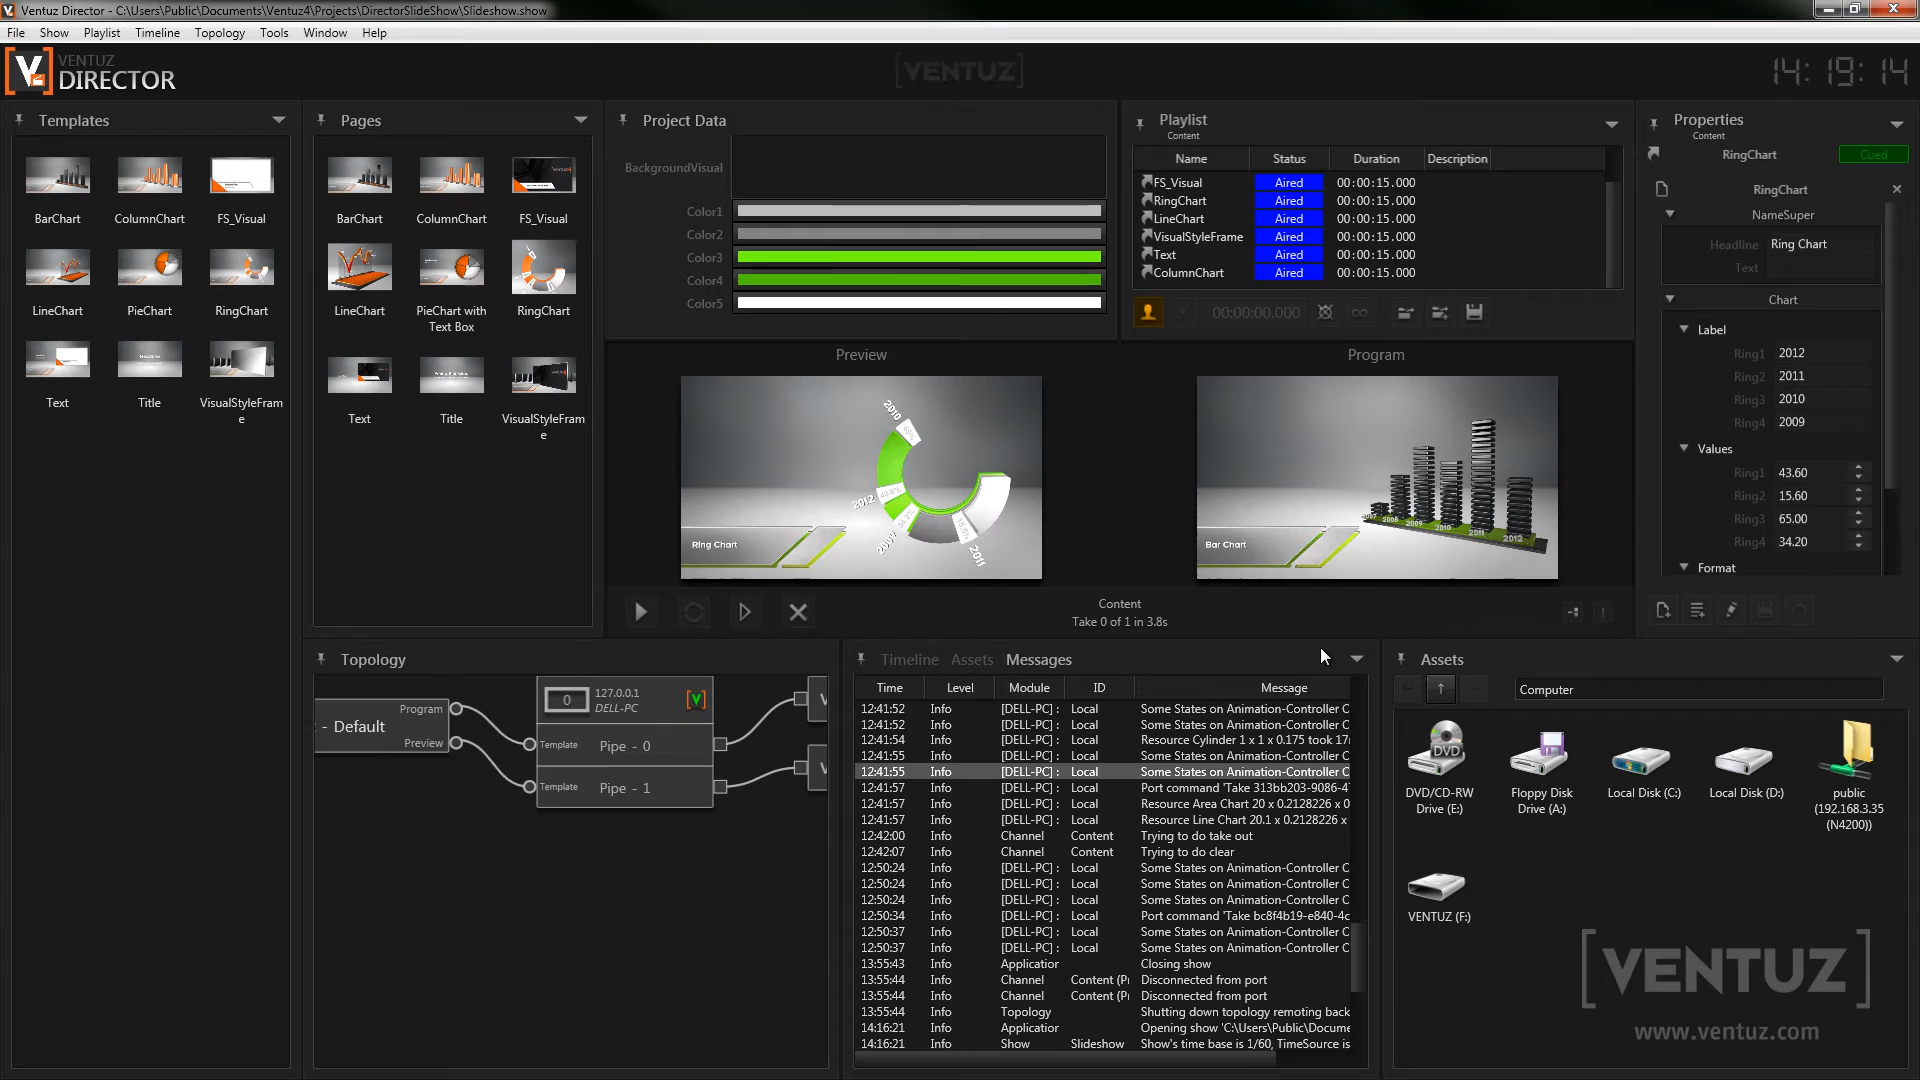 Ventuz Director - C:\Users\Public\Documents\Ventuz4\Projects\DirectorSlideShow\Slideshow.show
File Show Playlist Timeline Topology Tools Window Help
VENTUZ
DIRECTOR
[VENTUZ]
14:19:14
Templates
BarChart ColumnChart FS_Visual
LineChart PieChart RingChart
Text Title VisualStyleFram
e
Pages
BarChart ColumnChart FS_Visual
LineChart PieChart with RingChart
Text Box
Text Title VisualStyleFram
e
Project Data
BackgroundVisual
Color1
Color2
Color3
Color4
Color5
Playlist
Content
Name Status Duration Description
FS_Visual Aired 00:00:15.000
RingChart Aired 00:00:15.000
LineChart Aired 00:00:15.000
VisualStyleFrame Aired 00:00:15.000
Text Aired 00:00:15.000
ColumnChart Aired 00:00:15.000
00:00:00.000
Preview
2010
2012
43.6%
2009
34.2%
15.6%
2011
Ring Chart
Program
2008 2009 2010 2011 2012
Bar Chart
Content
Take 0 of 1 in 3.8s
Properties
Content
RingChart Cued
RingChart
NameSuper
Headline Ring Chart
Text
Chart
Label
Ring1 2012
Ring2 2011
Ring3 2010
Ring4 2009
Values
Ring1 43.60
Ring2 15.60
Ring3 65.00
Ring4 34.20
Format
Topology
- Default
Program
Preview
0 127.0.0.1
DELL-PC
[V]
Template Pipe - 0
Template Pipe - 1
Timeline Assets Messages
Time Level Module ID Message
12:41:52 Info [DELL-PC] : Local Some States on Animation-Controller C
12:41:52 Info [DELL-PC] : Local Some States on Animation-Controller C
12:41:54 Info [DELL-PC] : Local Resource Cylinder 1 x 1 x 0.175 took 17
12:41:55 Info [DELL-PC] : Local Some States on Animation-Controller C
12:41:55 Info [DELL-PC] : Local Some States on Animation-Controller C
12:41:57 Info [DELL-PC] : Local Port command 'Take 313bb203-9086-4
12:41:57 Info [DELL-PC] : Local Resource Area Chart 20 x 0.2128226 x 0
12:41:57 Info [DELL-PC] : Local Resource Line Chart 20.1 x 0.2128226 x
12:42:00 Info Channel Content Trying to do take out
12:42:07 Info Channel Content Trying to do clear
12:50:24 Info [DELL-PC] : Local Some States on Animation-Controller C
12:50:24 Info [DELL-PC] : Local Some States on Animation-Controller C
12:50:24 Info [DELL-PC] : Local Some States on Animation-Controller C
12:50:34 Info [DELL-PC] : Local Port command 'Take bc8f4b19-e840-4c
12:50:37 Info [DELL-PC] : Local Some States on Animation-Controller C
12:50:37 Info [DELL-PC] : Local Some States on Animation-Controller C
13:55:43 Info Application Closing show
13:55:44 Info Channel Content (P Disconnected from port
13:55:44 Info Channel Content (P Disconnected from port
13:55:44 Info Topology Shutting down topology remoting back
14:16:21 Info Application Opening show 'C:\Users\Public\Docume
14:16:21 Info Show Slideshow Show's time base is 1/60, TimeSource is
Assets
Computer
DVD/CD-RW Drive (E:)
Floppy Disk Drive (A:)
Local Disk (C:)
Local Disk (D:)
public (192.168.3.35 (N4200))
VENTUZ (F:)
[VENTUZ]
www.ventuz.com